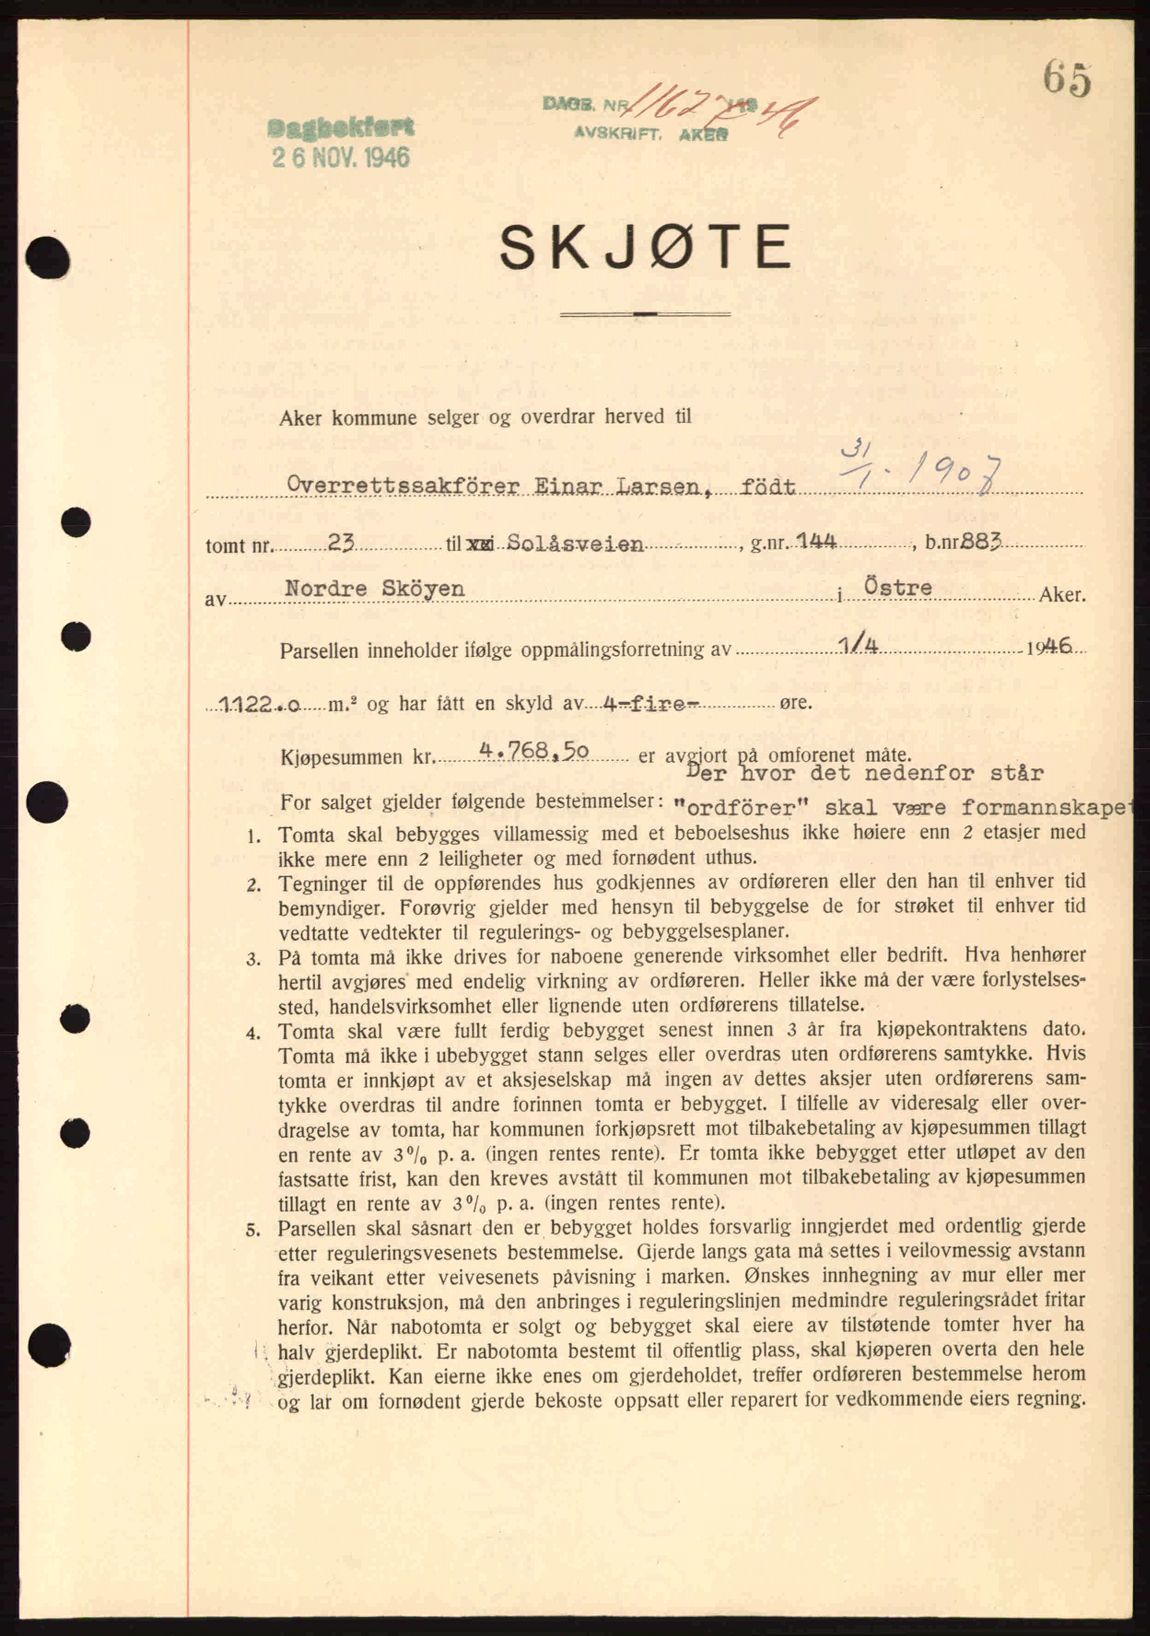 65
DAGB. NR. 11627 19 46
AVSKRIFT. AKER
Dagbokført
26 NOV. 1946
SKJØTE
Aker kommune selger og overdrar herved til
Overrettssakförer Einar Larsen, födt 31/1 - 1907
tomt nr. 23 til Solåsveien, g.nr. 144, b.nr. 883
av Nordre Sköyen i Östre Aker.
Parsellen inneholder ifølge oppmålingsforretning av 1/4 1946
1122.0 m.² og har fått en skyld av 4-fire- øre.
Kjøpesummen kr. 4.768,50 er avgjort på omforenet måte.
Der hvor det nedenfor står
For salget gjelder følgende bestemmelser: "ordförer" skal være formannskapet
1. Tomta skal bebygges villamessig med et beboelseshus ikke høiere enn 2 etasjer med
ikke mere enn 2 leiligheter og med fornødent uthus.
2. Tegninger til de oppførendes hus godkjennes av ordføreren eller den han til enhver tid
bemyndiger. Forøvrig gjelder med hensyn til bebyggelse de for strøket til enhver tid
vedtatte vedtekter til regulerings- og bebyggelsesplaner.
3. På tomta må ikke drives for naboene generende virksomhet eller bedrift. Hva henhører
hertil avgjøres med endelig virkning av ordføreren. Heller ikke må der være forlystelses-
sted, handelsvirksomhet eller lignende uten ordførerens tillatelse.
4. Tomta skal være fullt ferdig bebygget senest innen 3 år fra kjøpekontraktens dato.
Tomta må ikke i ubebygget stann selges eller overdras uten ordførerens samtykke. Hvis
tomta er innkjøpt av et aksjeselskap må ingen av dettes aksjer uten ordførerens sam-
tykke overdras til andre forinnen tomta er bebygget. I tilfelle av videresalg eller over-
dragelse av tomta, har kommunen forkjøpsrett mot tilbakebetaling av kjøpesummen tillagt
en rente av 3 % p. a. (ingen rentes rente). Er tomta ikke bebygget etter utløpet av den
fastsatte frist, kan den kreves avstått til kommunen mot tilbakebetaling av kjøpesummen
tillagt en rente av 3 % p. a. (ingen rentes rente).
5. Parsellen skal såsnart den er bebygget holdes forsvarlig inngjerdet med ordentlig gjerde
etter reguleringsvesenets bestemmelse. Gjerde langs gata må settes i veilovmessig avstann
fra veikant etter veivesenets påvisning i marken. Ønskes innhegning av mur eller mer
varig konstruksjon, må den anbringes i reguleringslinjen medmindre reguleringsrådet fritar
herfor. Når nabotomta er solgt og bebygget skal eiere av tilstøtende tomter hver ha
halv gjerdeplikt. Er nabotomta bestemt til offentlig plass, skal kjøperen overta den hele
gjerdeplikt. Kan eierne ikke enes om gjerdeholdet, treffer ordføreren bestemmelse herom
og lar om fornødent gjerde bekoste oppsatt eller reparert for vedkommende eiers regning.